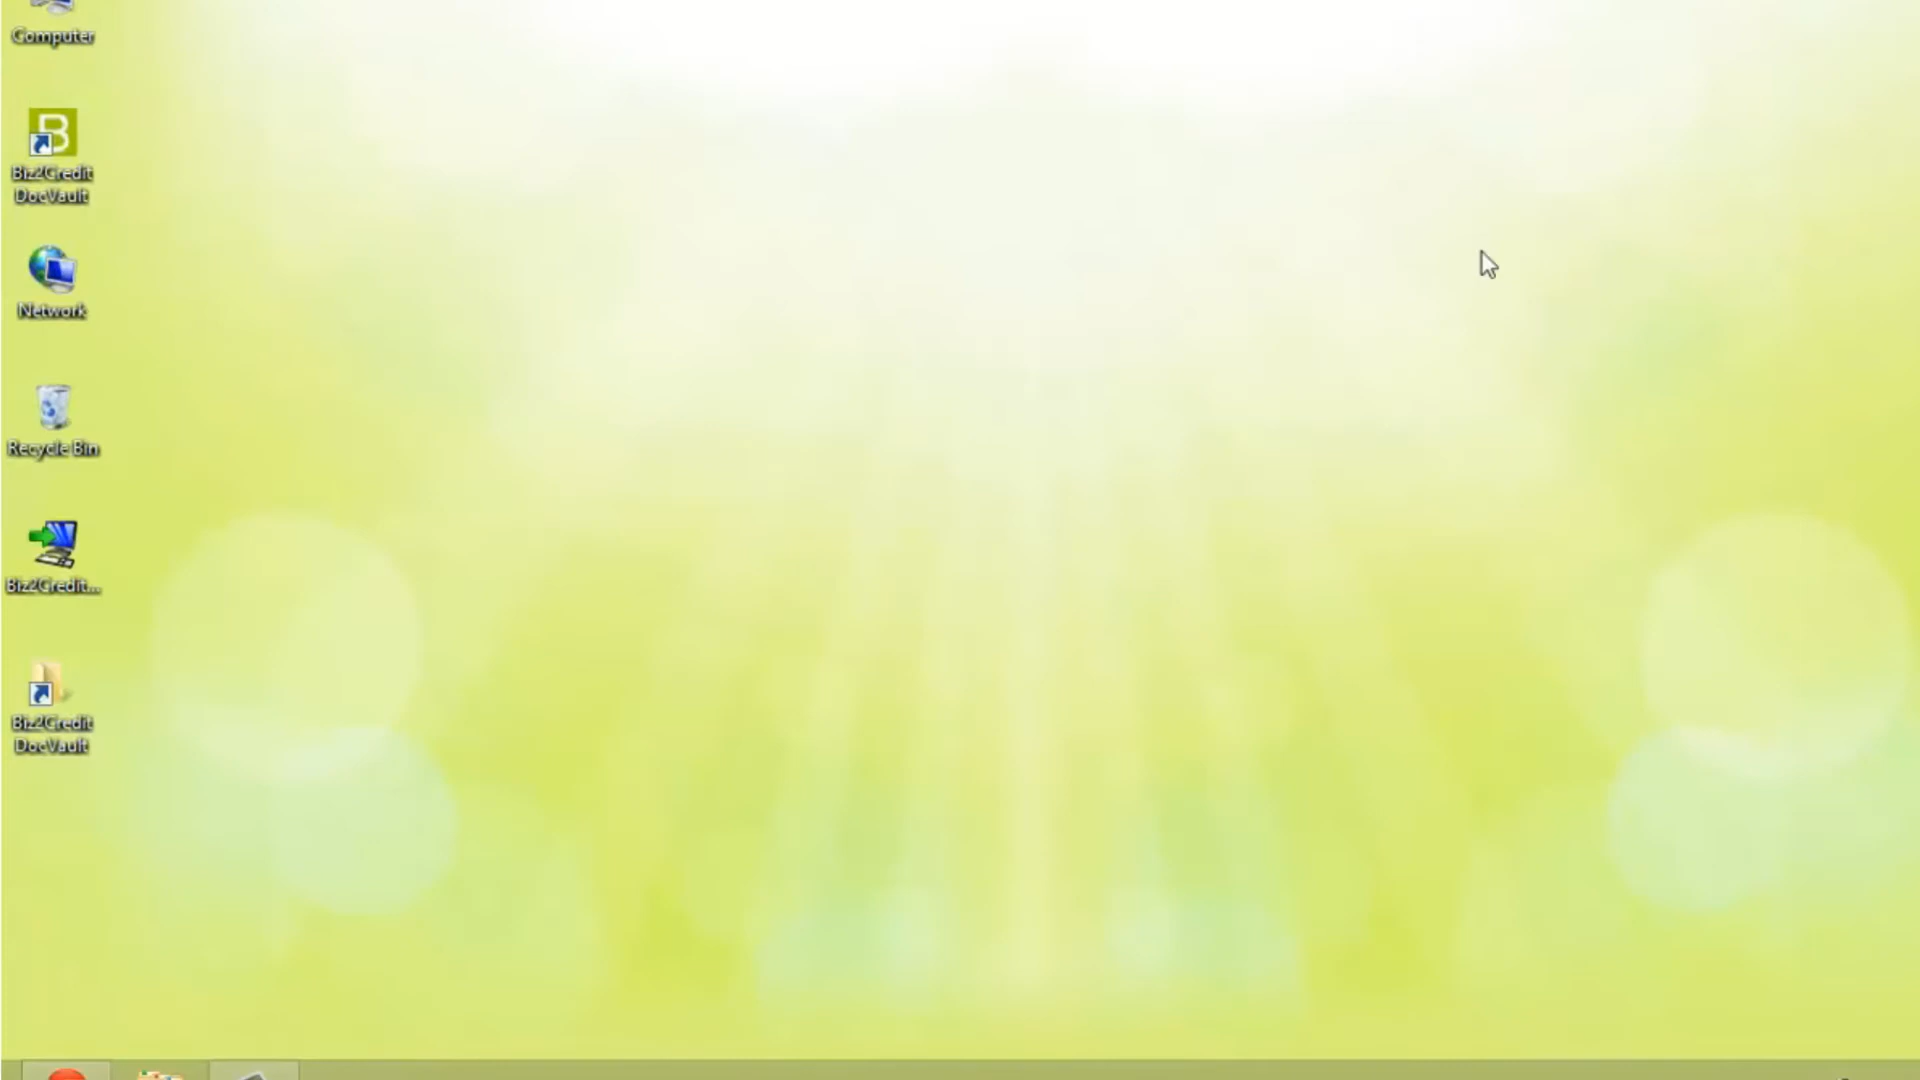 Computer
B
Biz2Credit
DocVault
Network
Recycle Bin
Biz2Credit...
Biz2Credit
DocVault